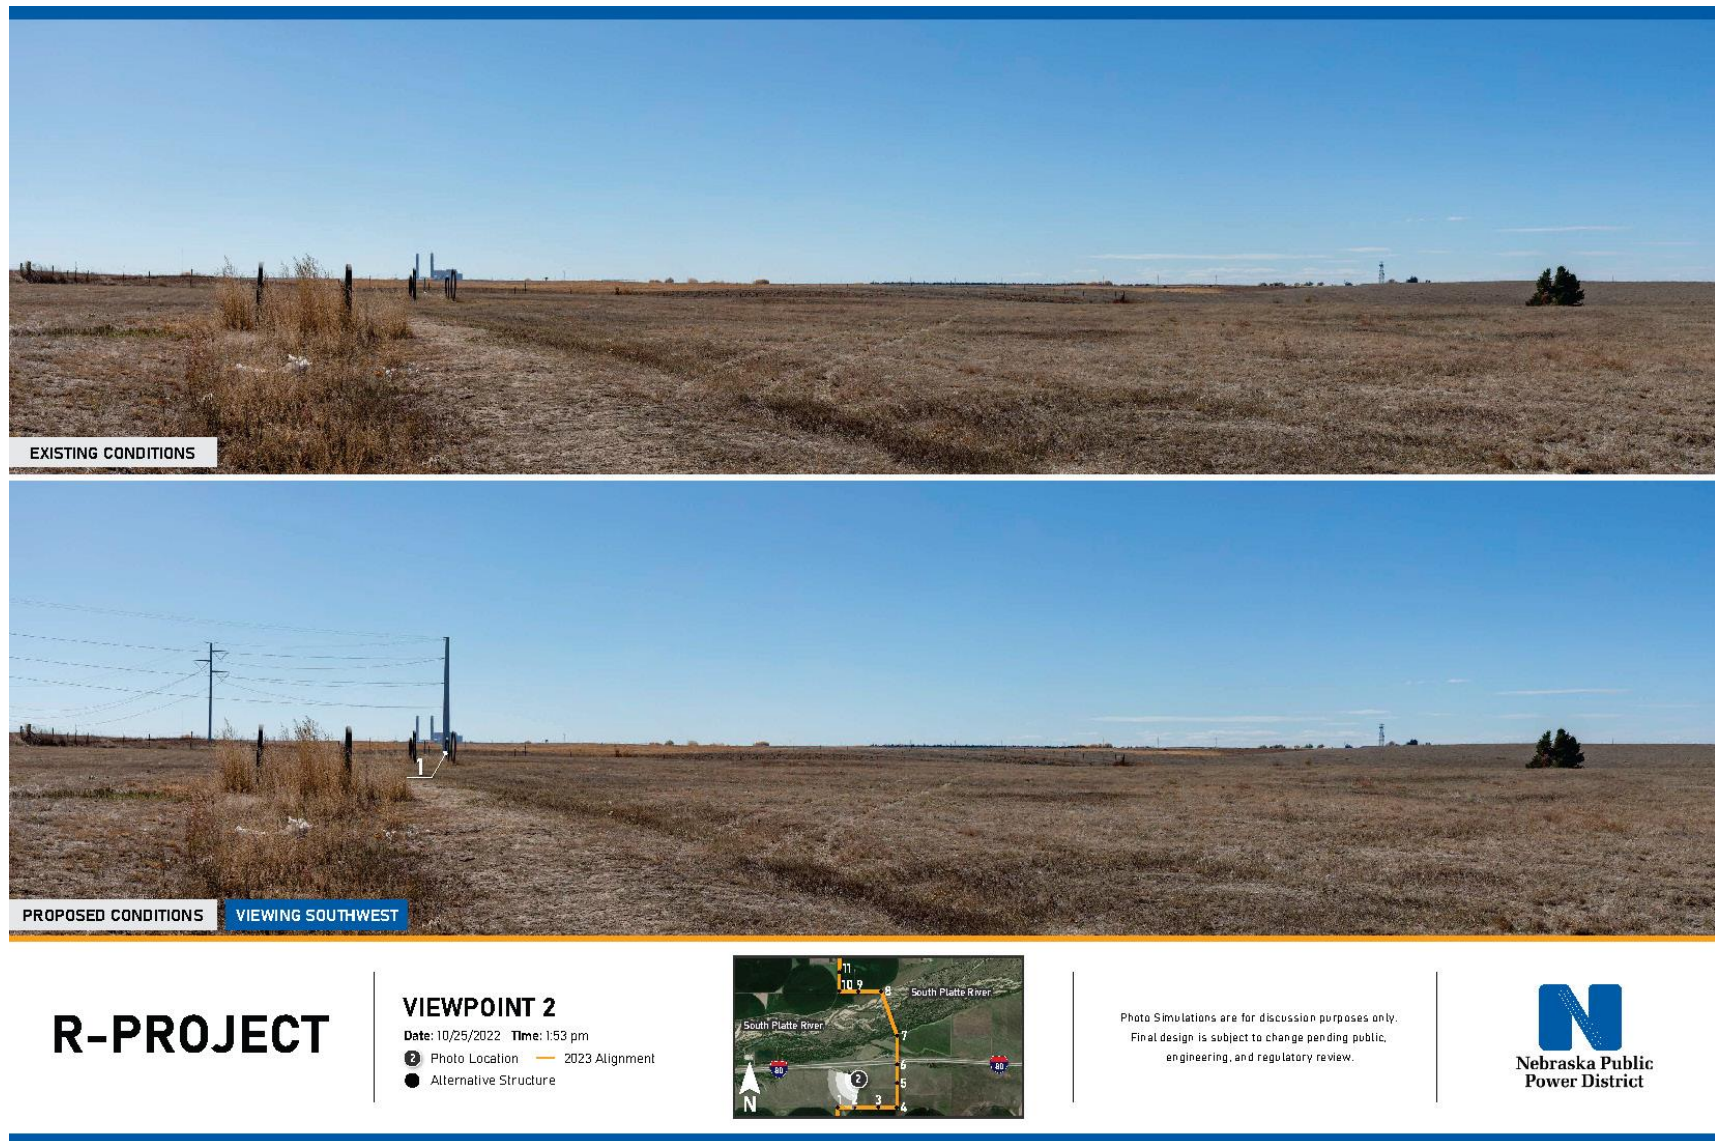 EXISTING CONDITIONS
1
PROPOSED CONDITIONS
VIEWING SOUTHWEST
R-PROJECT
VIEWPOINT 2
Date: 10/25/2022 Time: 1:53 pm
2 Photo Location 2023 Alignment
Alternative Structure
11
10 9 8
South Platte River
South Platte River
7
80
6
80
2
5
N
1 2 3 4
Photo Simulations are for discussion purposes only.
Final design is subject to change pending public,
engineering, and regulatory review.
N
Nebraska Public
Power District